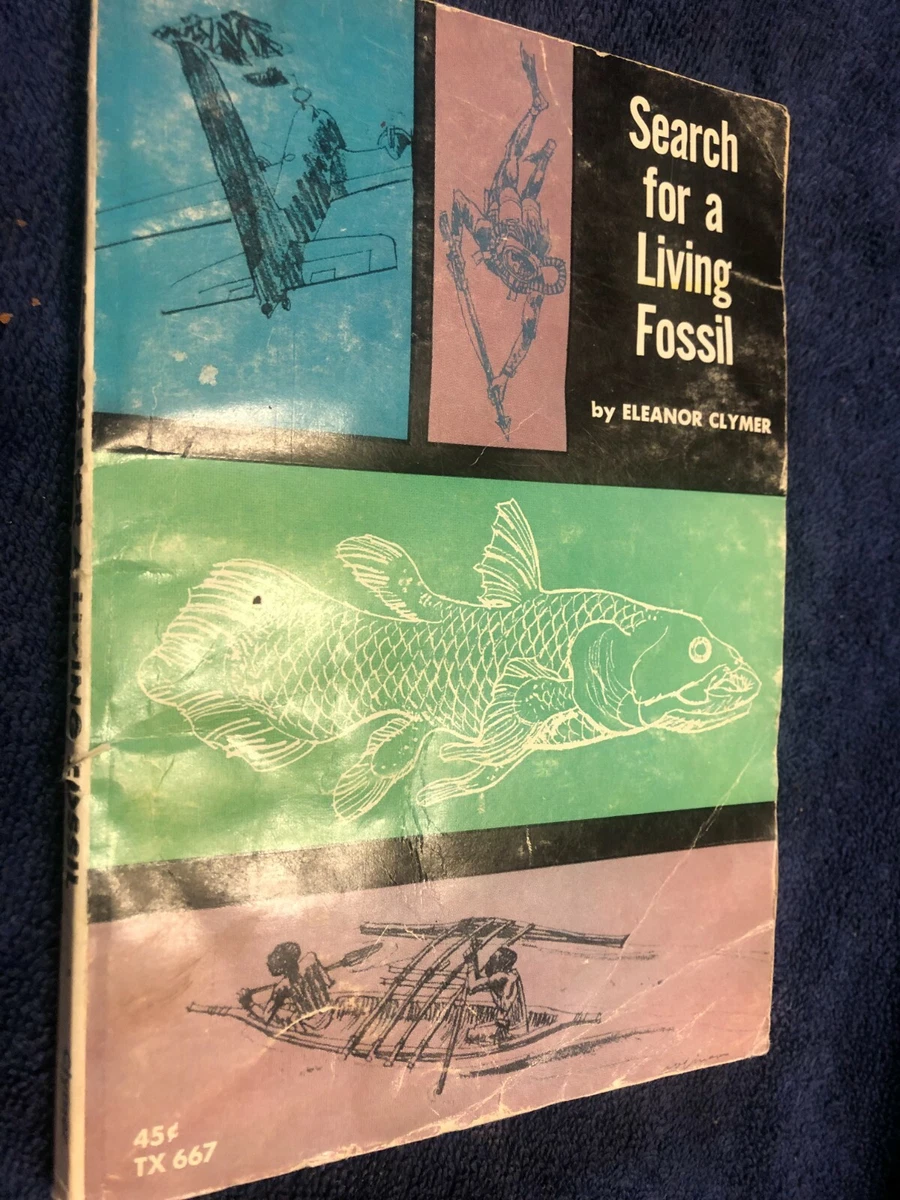 Search
for a
Living
Fossil
by ELEANOR CLYMER
45¢
TX 667